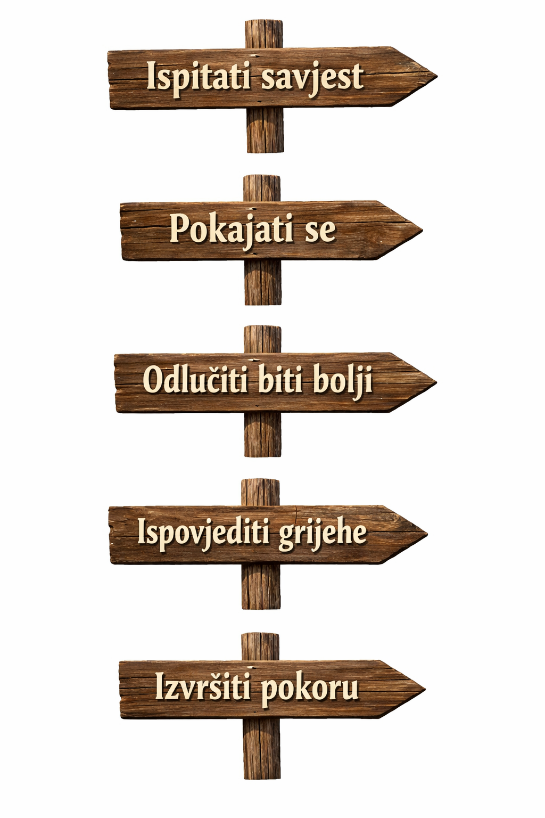 Ispitati savjest
Pokajati se
Odlučiti biti bolji
Ispovjediti grijehe
Izvršiti pokoru